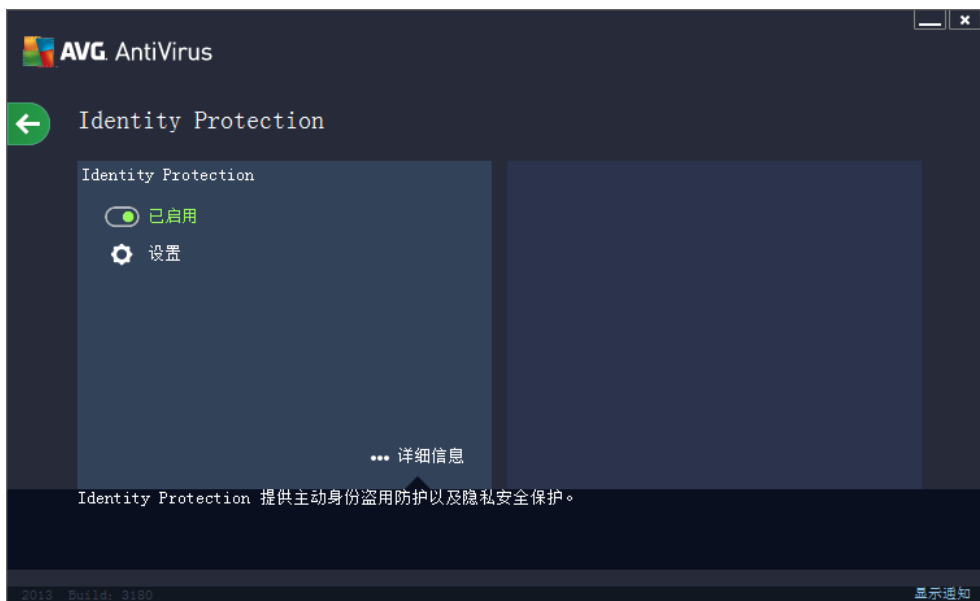 AVG. AntiVirus
Identity Protection
Identity Protection
已启用
设置
••• 详细信息
Identity Protection 提供主动身份盗用防护以及隐私安全保护。
2013 Build: 3180
显示通知